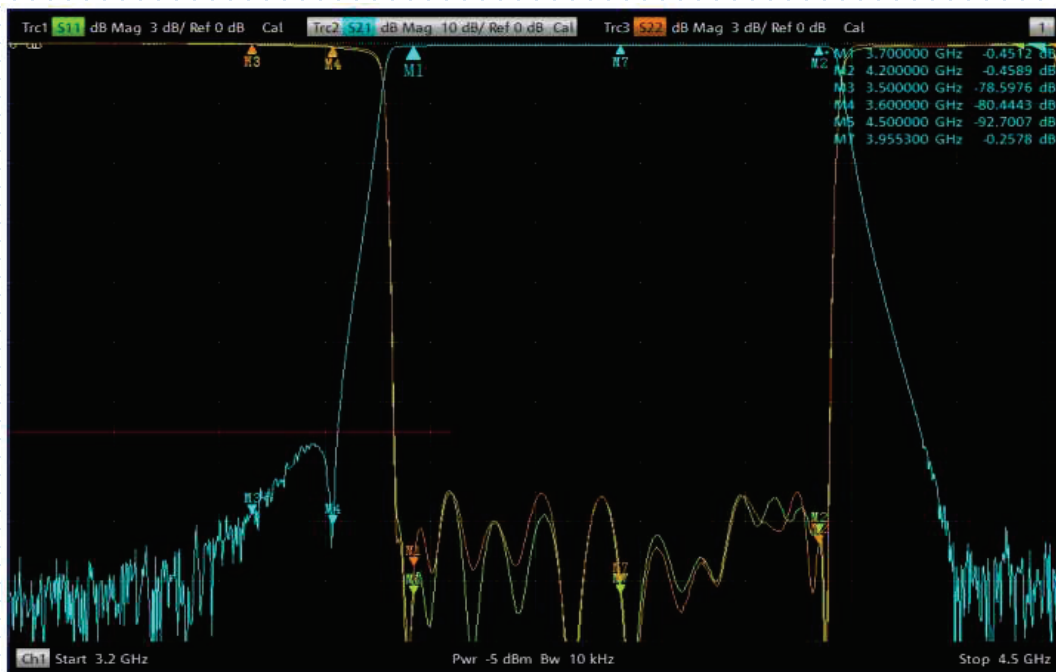 Trc1 S11 dB Mag 3 dB/ Ref 0 dB Cal Trc2 S21 dB Mag 10 dB/ Ref 0 dB Cal Trc3 S22 dB Mag 3 dB/ Ref 0 dB Cal 1
0 dB
M3 M4 M1 M7 M2
M1 3.700000 GHz -0.4512 dB
M2 4.200000 GHz -0.4589 dB
M3 3.500000 GHz -78.5976 dB
M4 3.600000 GHz -80.4443 dB
M5 4.500000 GHz -92.7007 dB
M7 3.955300 GHz -0.2578 dB
M3
M4
M2
M1
M7
Ch1 Start 3.2 GHz Pwr -5 dBm Bw 10 kHz Stop 4.5 GHz